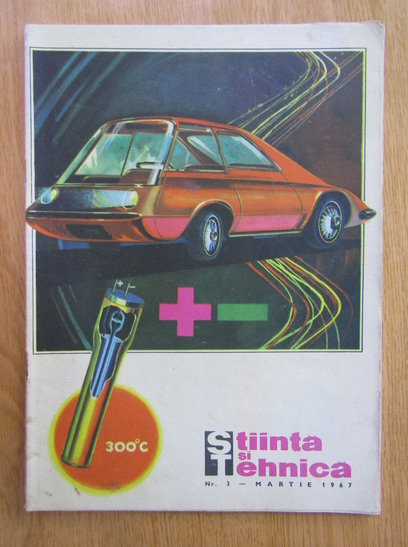 + −
+ −
300°C
Stiinta
si
Tehnica
Nr. 3 — MARTIE 1967